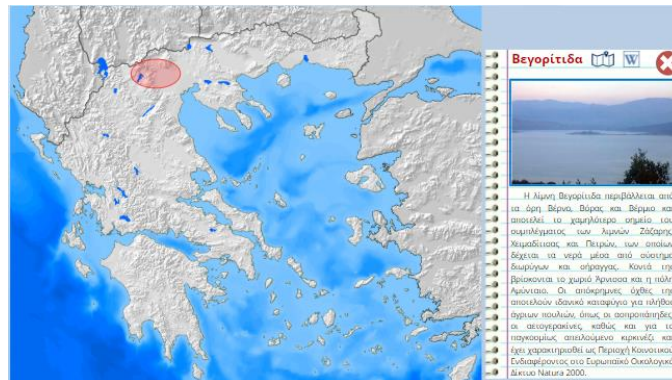 Βεγορίτιδα W
Η λίμνη Βεγορίτιδα περιβάλλεται από
τα όρη Βέρνο, Βόρας και Βέρμιο και
αποτελεί το χαμηλότερο σημείο του
συμπλέγματος των λιμνών Ζάζαρης,
Χειμαδίτισας και Πετρών, των οποίων
δέχεται τα νερά μέσα από σύστημα
διωρύγων και σήραγγας. Κοντά της
βρίσκονται το χωριό Άρνισσα και η πόλη
Αμύνταιο. Οι απόκρημνες όχθες της
αποτελούν ιδανικό καταφύγιο για πλήθος
άγριων πουλιών, όπως οι ασπροπάρηδες,
οι αετογερακίνες, καθώς και για το
παγκοσμίως απειλούμενο κιρκινέζι και
έχει χαρακτηριοθεί ως Περιοχή Κοινοτικού
Ενδιαφέροντος στο Ευρωπαϊκό Οικολογικό
Δίκτυο Natura 2000.